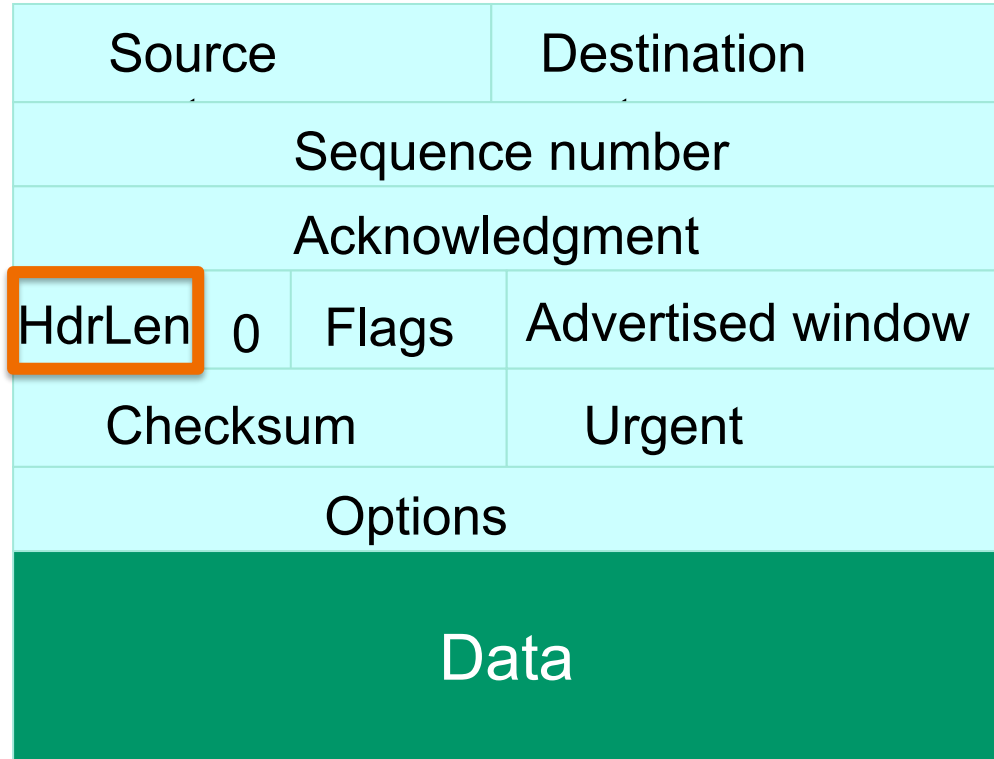 Source Destination
Sequence number
Acknowledgment
HdrLen 0 Flags Advertised window
Checksum Urgent
Options
Data